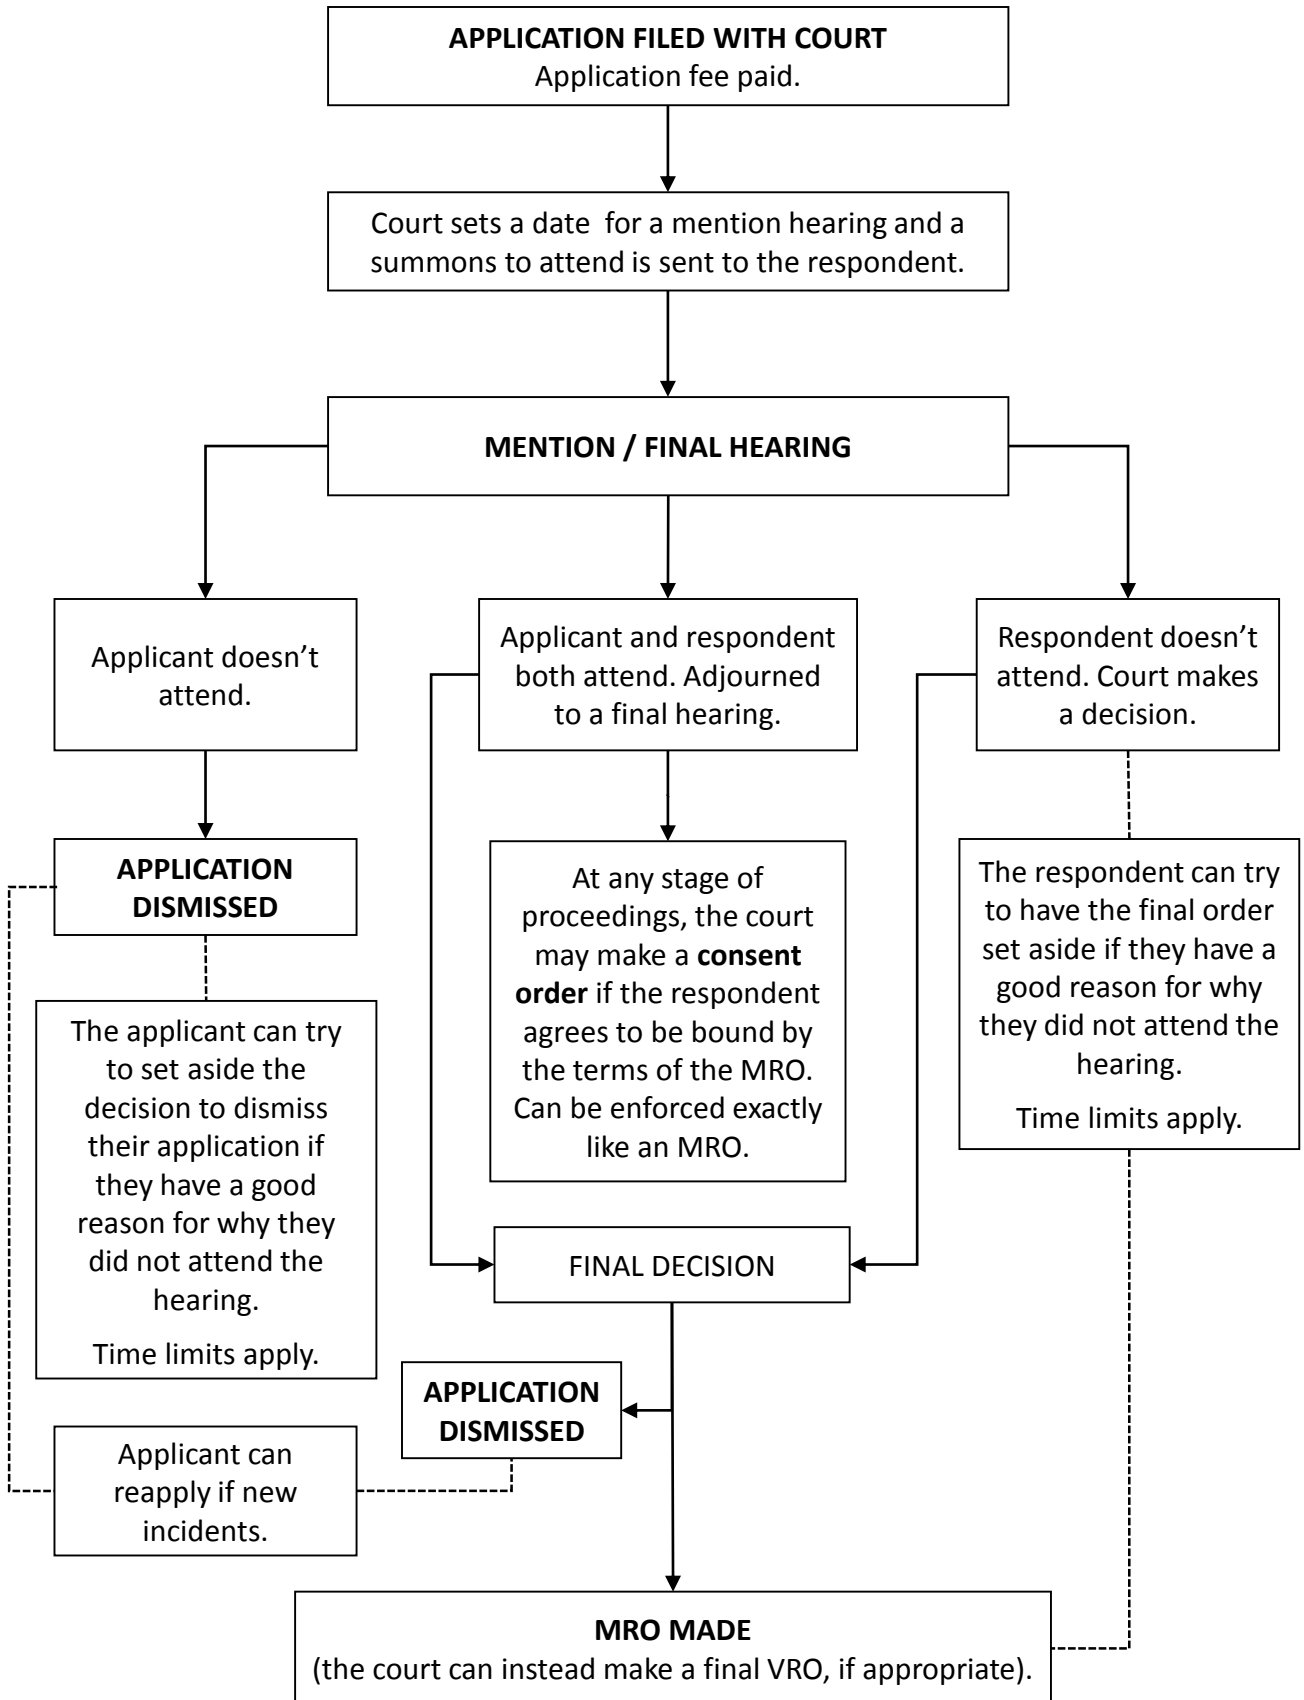 APPLICATION FILED WITH COURT
Application fee paid.
Court sets a date  for a mention hearing and a
summons to attend is sent to the respondent.
MENTION / FINAL HEARING
Applicant doesn’t
attend.
Applicant and respondent
both attend. Adjourned
to a final hearing.
Respondent doesn’t
attend. Court makes
a decision.
APPLICATION
DISMISSED
At any stage of
proceedings, the court
may make a consent
order if the respondent
agrees to be bound by
the terms of the MRO.
Can be enforced exactly
like an MRO.
The respondent can try
to have the final order
set aside if they have a
good reason for why
they did not attend the
hearing.
Time limits apply.
The applicant can try
to set aside the
decision to dismiss
their application if
they have a good
reason for why they
did not attend the
hearing.
Time limits apply.
FINAL DECISION
APPLICATION
DISMISSED
Applicant can
reapply if new
incidents.
MRO MADE
(the court can instead make a final VRO, if appropriate).